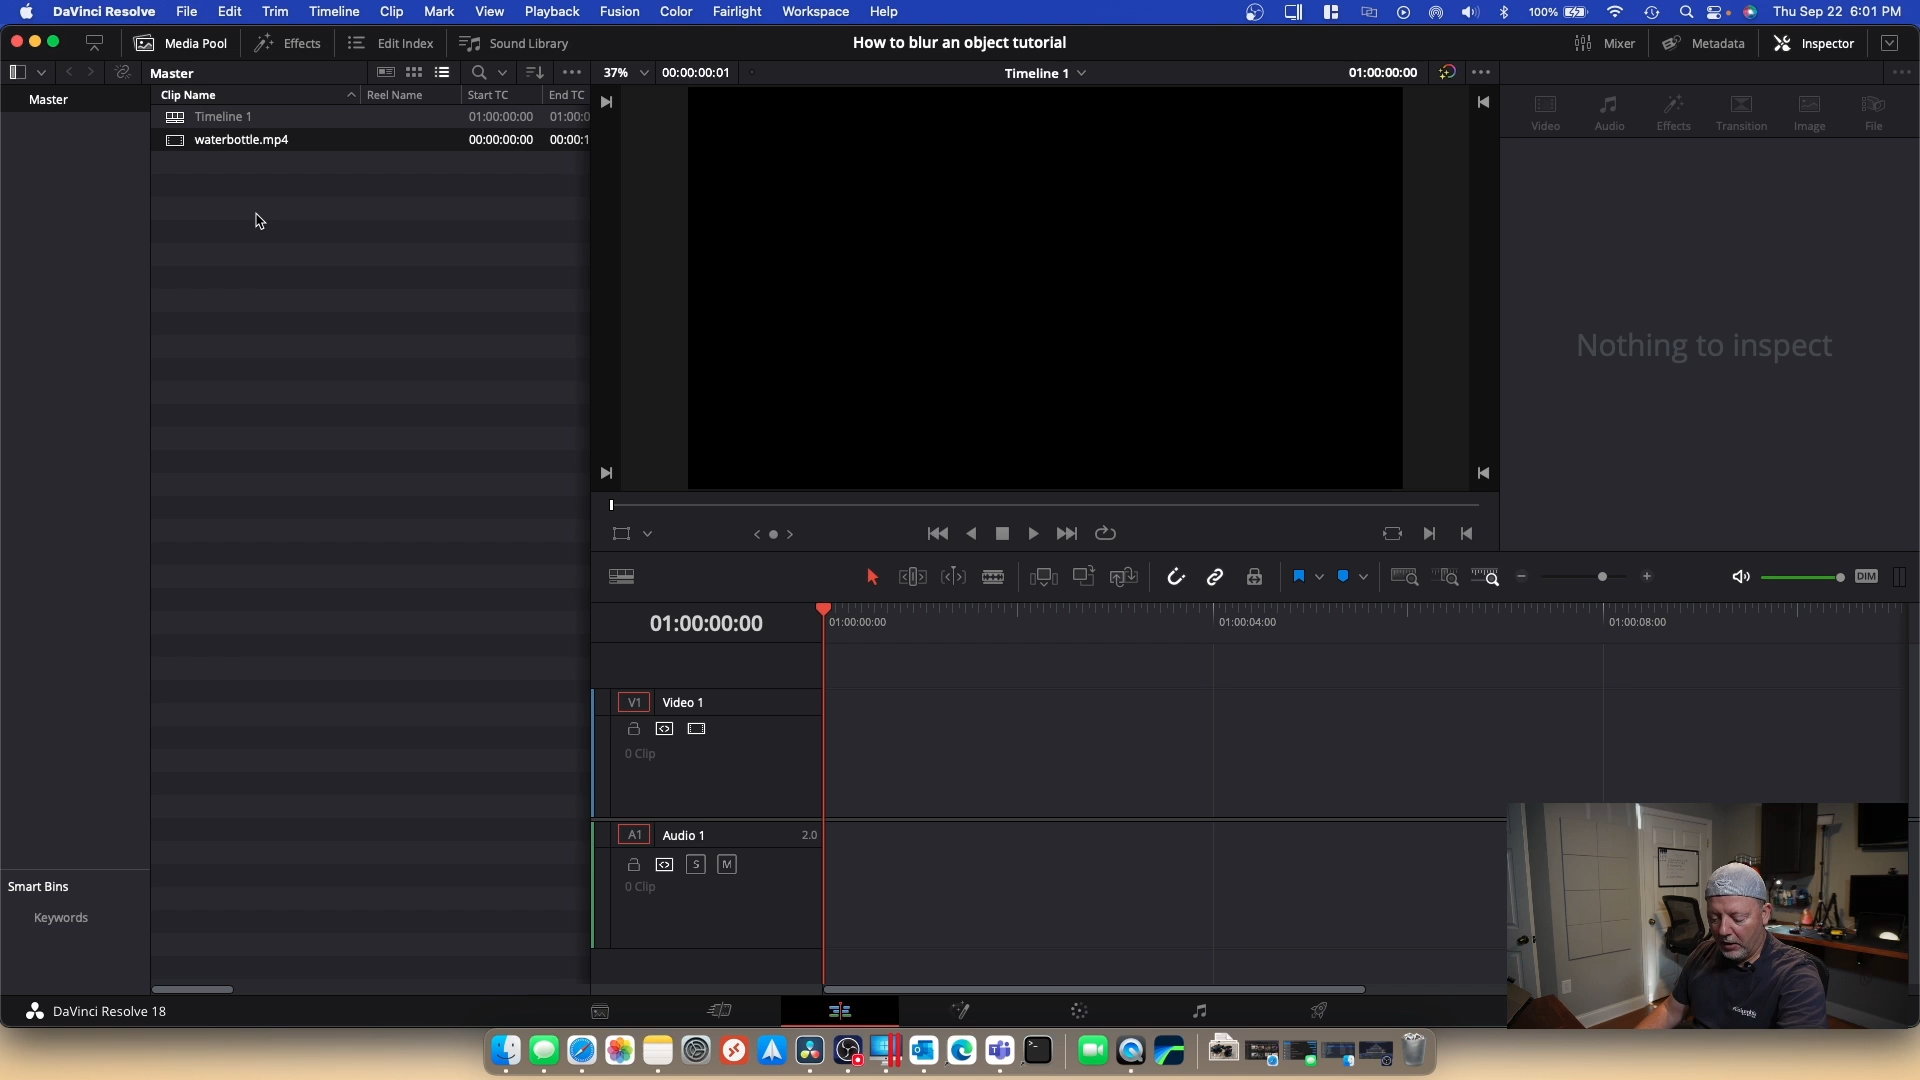 DaVinci Resolve File Edit Trim Timeline Clip Mark View Playback Fusion Color Fairlight Workspace Help 100% Thu Sep 22 6:01 PM
Media Pool Effects Edit Index Sound Library How to blur an object tutorial Mixer Metadata Inspector
Master 37% 00:00:00:01 Timeline 1 01:00:00:00
Master Clip Name Reel Name Start TC End TC
Timeline 1 01:00:00:00 01:00:0
waterbottle.mp4 00:00:00:00 00:00:1
Video Audio Effects Transition Image File
Nothing to inspect
DIM
01:00:00:00 01:00:00:00 01:00:04:00 01:00:08:00
V1 Video 1
0 Clip
A1 Audio 1 2.0
S M
0 Clip
Smart Bins
Keywords
DaVinci Resolve 18